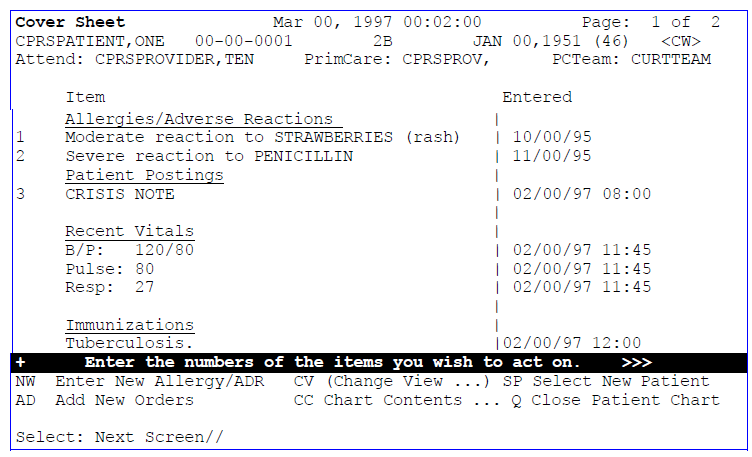 Cover Sheet Mar 00, 1997 00:02:00 Page: 1 of 2
CPRSPATIENT,ONE 00-00-0001 2B JAN 00,1951 (46) <CW>
Attend: CPRSPROVIDER,TEN PrimCare: CPRSPROV, PCTeam: CURTTEAM
Item Entered
Allergies/Adverse Reactions |
1 Moderate reaction to STRAWBERRIES (rash) | 10/00/95
2 Severe reaction to PENICILLIN | 11/00/95
Patient Postings |
3 CRISIS NOTE | 02/00/97 08:00
|
Recent Vitals |
B/P: 120/80 | 02/00/97 11:45
Pulse: 80 | 02/00/97 11:45
Resp: 27 | 02/00/97 11:45
|
Immunizations |
Tuberculosis. |02/00/97 12:00
+ Enter the numbers of the items you wish to act on. >>>
NW Enter New Allergy/ADR CV (Change View ...) SP Select New Patient
AD Add New Orders CC Chart Contents ... Q Close Patient Chart
Select: Next Screen//